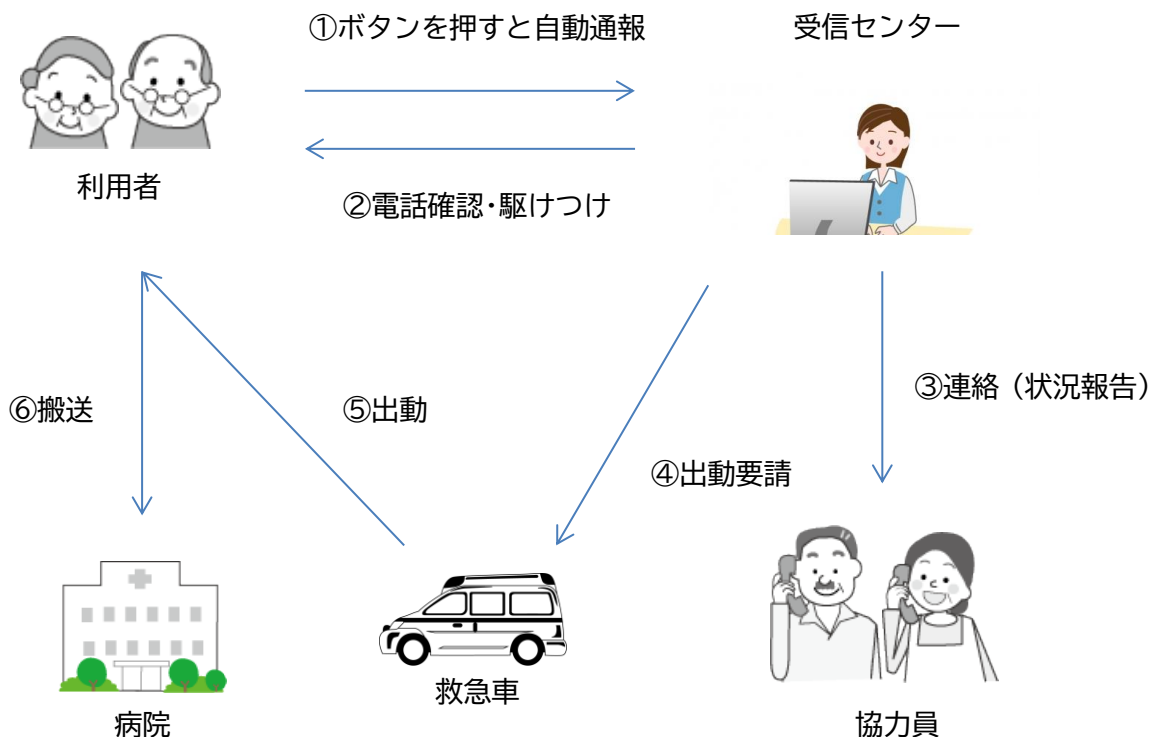 ①ボタンを押すと自動通報
受信センター
利用者
②電話確認・駆けつけ
③連絡（状況報告）
⑥搬送
⑤出動
④出動要請
救急車
病院
協力員